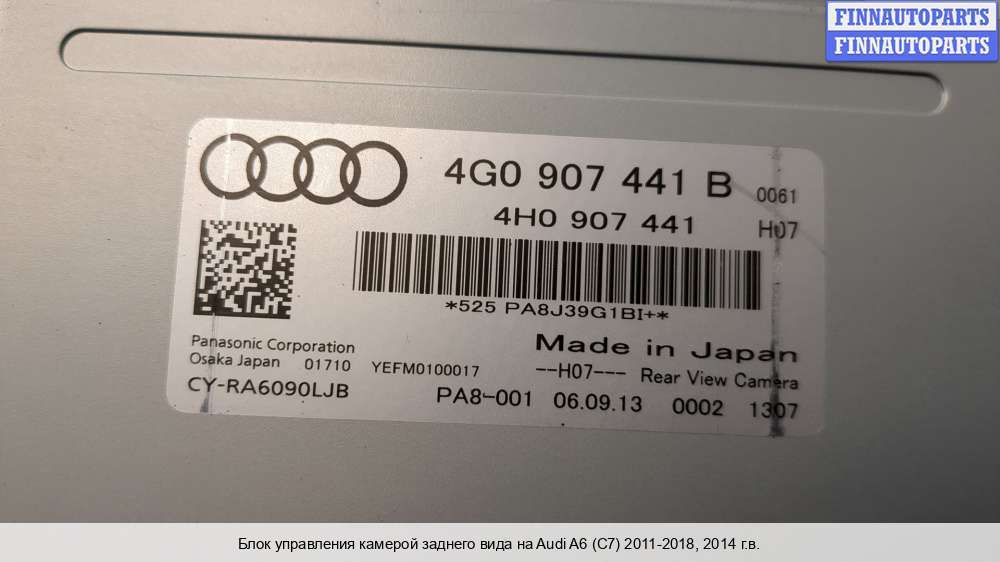 FINNAUTOPARTS
FINNAUTOPARTS
4G0 907 441 B 0061
4H0 907 441 H07
*525 PA8J39G1BI+*
Made in Japan
Panasonic Corporation
Osaka Japan 01710 YEFM0100017 --H07--- Rear View Camera
CY-RA6090LJB PA8-001 06.09.13 0002 1307
Блок управления камерой заднего вида на Audi A6 (C7) 2011-2018, 2014 г.в.